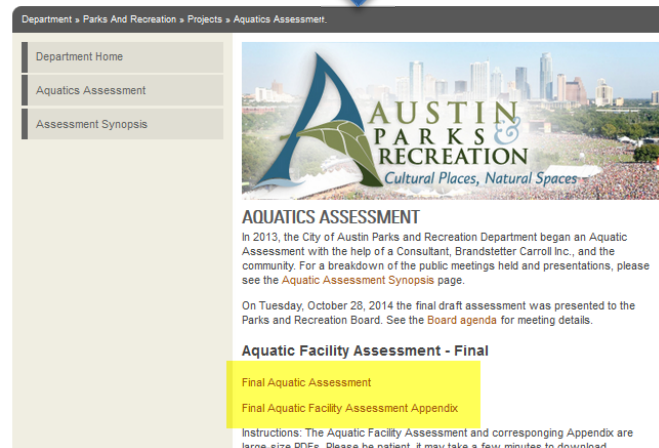 Department » Parks And Recreation » Projects » Aquatics Assessment.
Department Home
Aquatics Assessment
Assessment Synopsis
AUSTIN
PARKS &
RECREATION
Cultural Places, Natural Spaces
AQUATICS ASSESSMENT
In 2013, the City of Austin Parks and Recreation Department began an Aquatic
Assessment with the help of a Consultant, Brandstetter Carroll Inc., and the
community. For a breakdown of the public meetings held and presentations, please
see the Aquatic Assessment Synopsis page.
On Tuesday, October 28, 2014 the final draft assessment was presented to the
Parks and Recreation Board. See the Board agenda for meeting details.
Aquatic Facility Assessment - Final
Final Aquatic Assessment
Final Aquatic Facility Assessment Appendix
Instructions: The Aquatic Facility Assessment and corresponging Appendix are
large-size PDFs. Please be patient, it may take a few minutes to download.